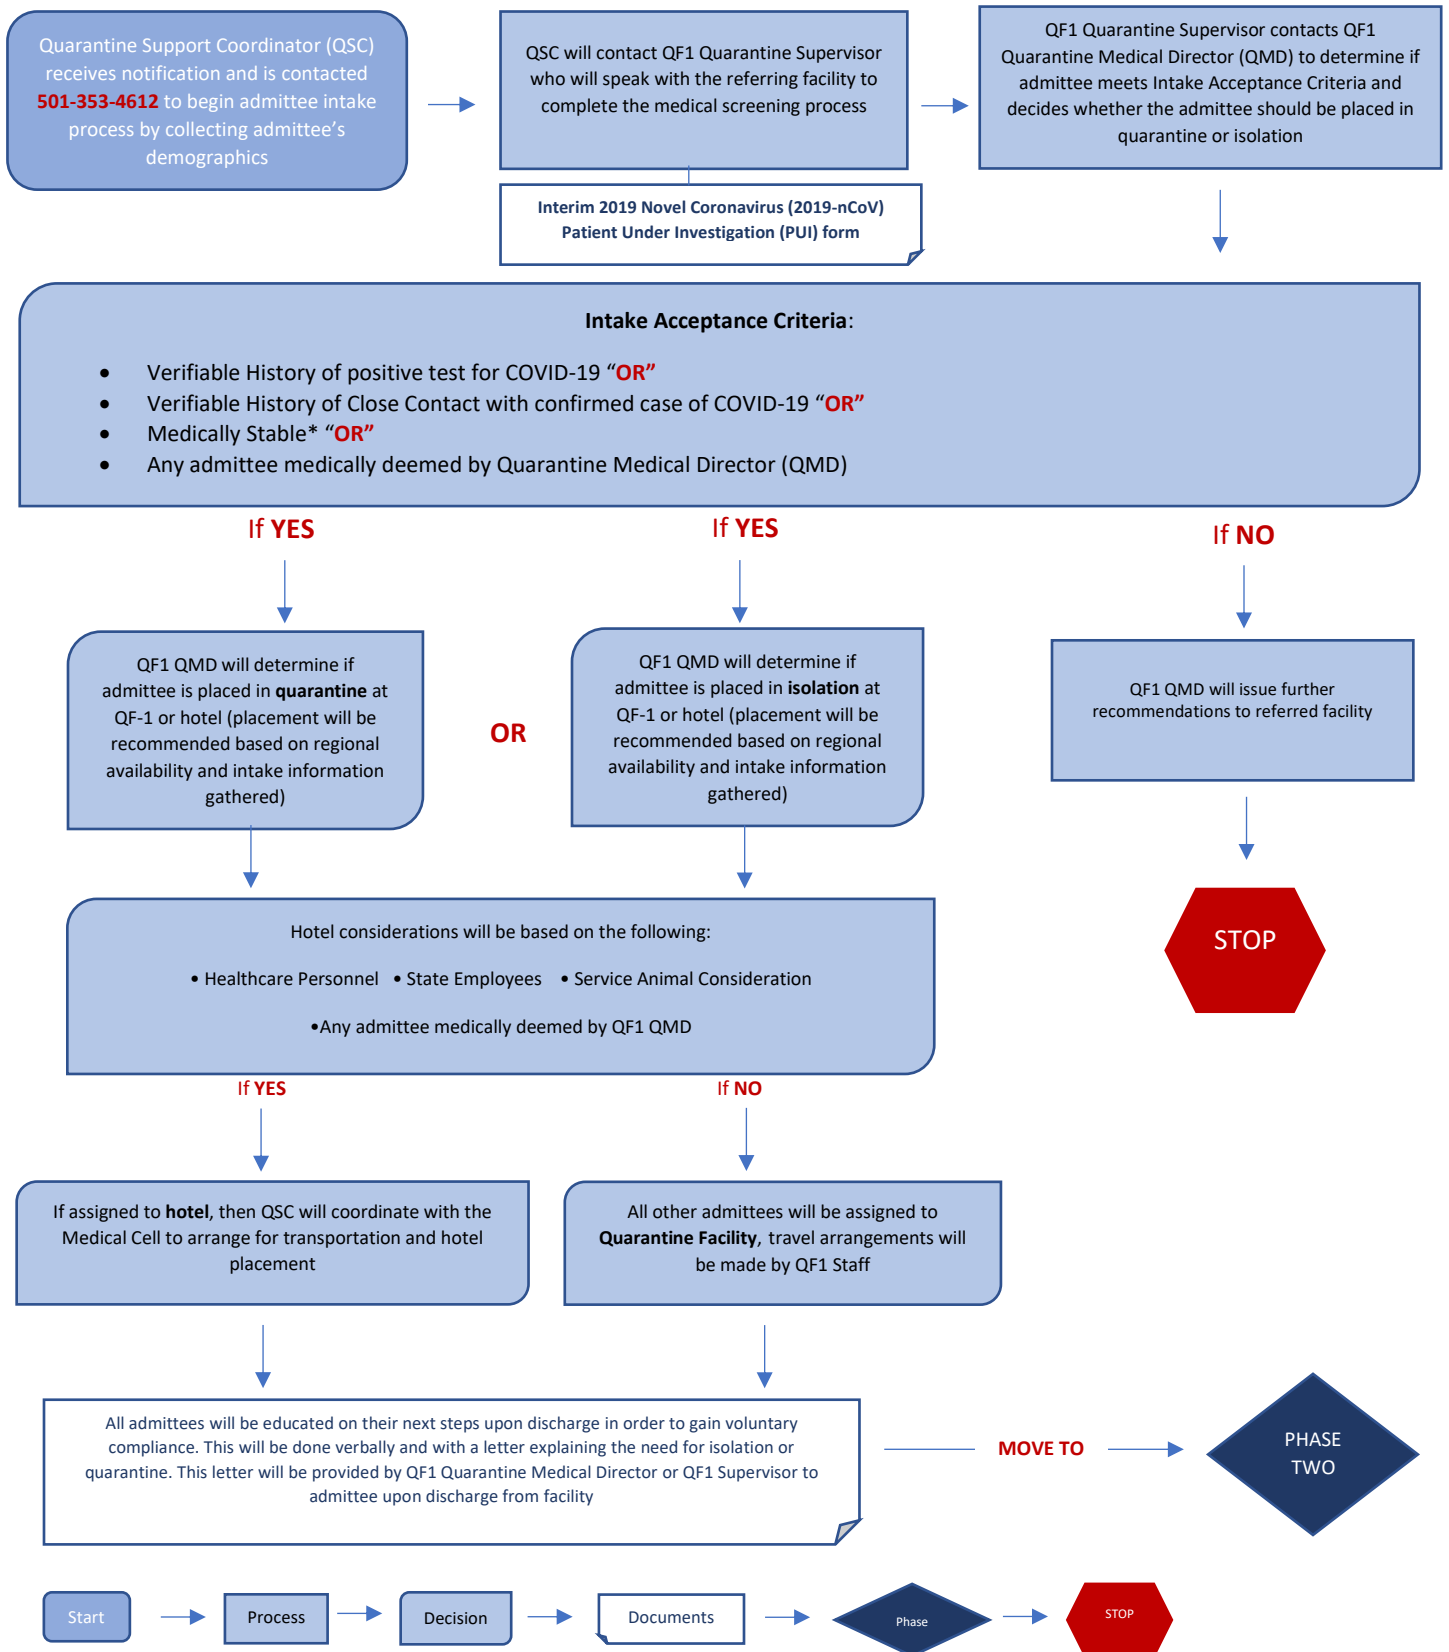 Quarantine Support Coordinator (QSC)
receives notification and is contacted
501-353-4612 to begin admittee intake
process by collecting admittee's
demographics
QSC will contact QF1 Quarantine Supervisor
who will speak with the referring facility to
complete the medical screening process
QF1 Quarantine Supervisor contacts QF1
Quarantine Medical Director (QMD) to determine if
admittee meets Intake Acceptance Criteria and
decides whether the admittee should be placed in
quarantine or isolation
Interim 2019 Novel Coronavirus (2019-nCoV)
Patient Under Investigation (PUI) form
Intake Acceptance Criteria:
• Verifiable History of positive test for COVID-19 “OR”
• Verifiable History of Close Contact with confirmed case of COVID-19 “OR”
• Medically Stable* “OR”
• Any admittee medically deemed by Quarantine Medical Director (QMD)
If YES
If YES
If NO
QF1 QMD will determine if
admittee is placed in quarantine at
QF-1 or hotel (placement will be
recommended based on regional
availability and intake information
gathered)
OR
QF1 QMD will determine if
admittee is placed in isolation at
QF-1 or hotel (placement will be
recommended based on regional
availability and intake information
gathered)
QF1 QMD will issue further
recommendations to referred facility
STOP
Hotel considerations will be based on the following:
• Healthcare Personnel • State Employees • Service Animal Consideration
•Any admittee medically deemed by QF1 QMD
If YES
If NO
If assigned to hotel, then QSC will coordinate with the
Medical Cell to arrange for transportation and hotel
placement
All other admittees will be assigned to
Quarantine Facility, travel arrangements will
be made by QF1 Staff
All admittees will be educated on their next steps upon discharge in order to gain voluntary
compliance. This will be done verbally and with a letter explaining the need for isolation or
quarantine. This letter will be provided by QF1 Quarantine Medical Director or QF1 Supervisor to
admittee upon discharge from facility
MOVE TO
PHASE
TWO
Start
Process
Decision
Documents
Phase
STOP